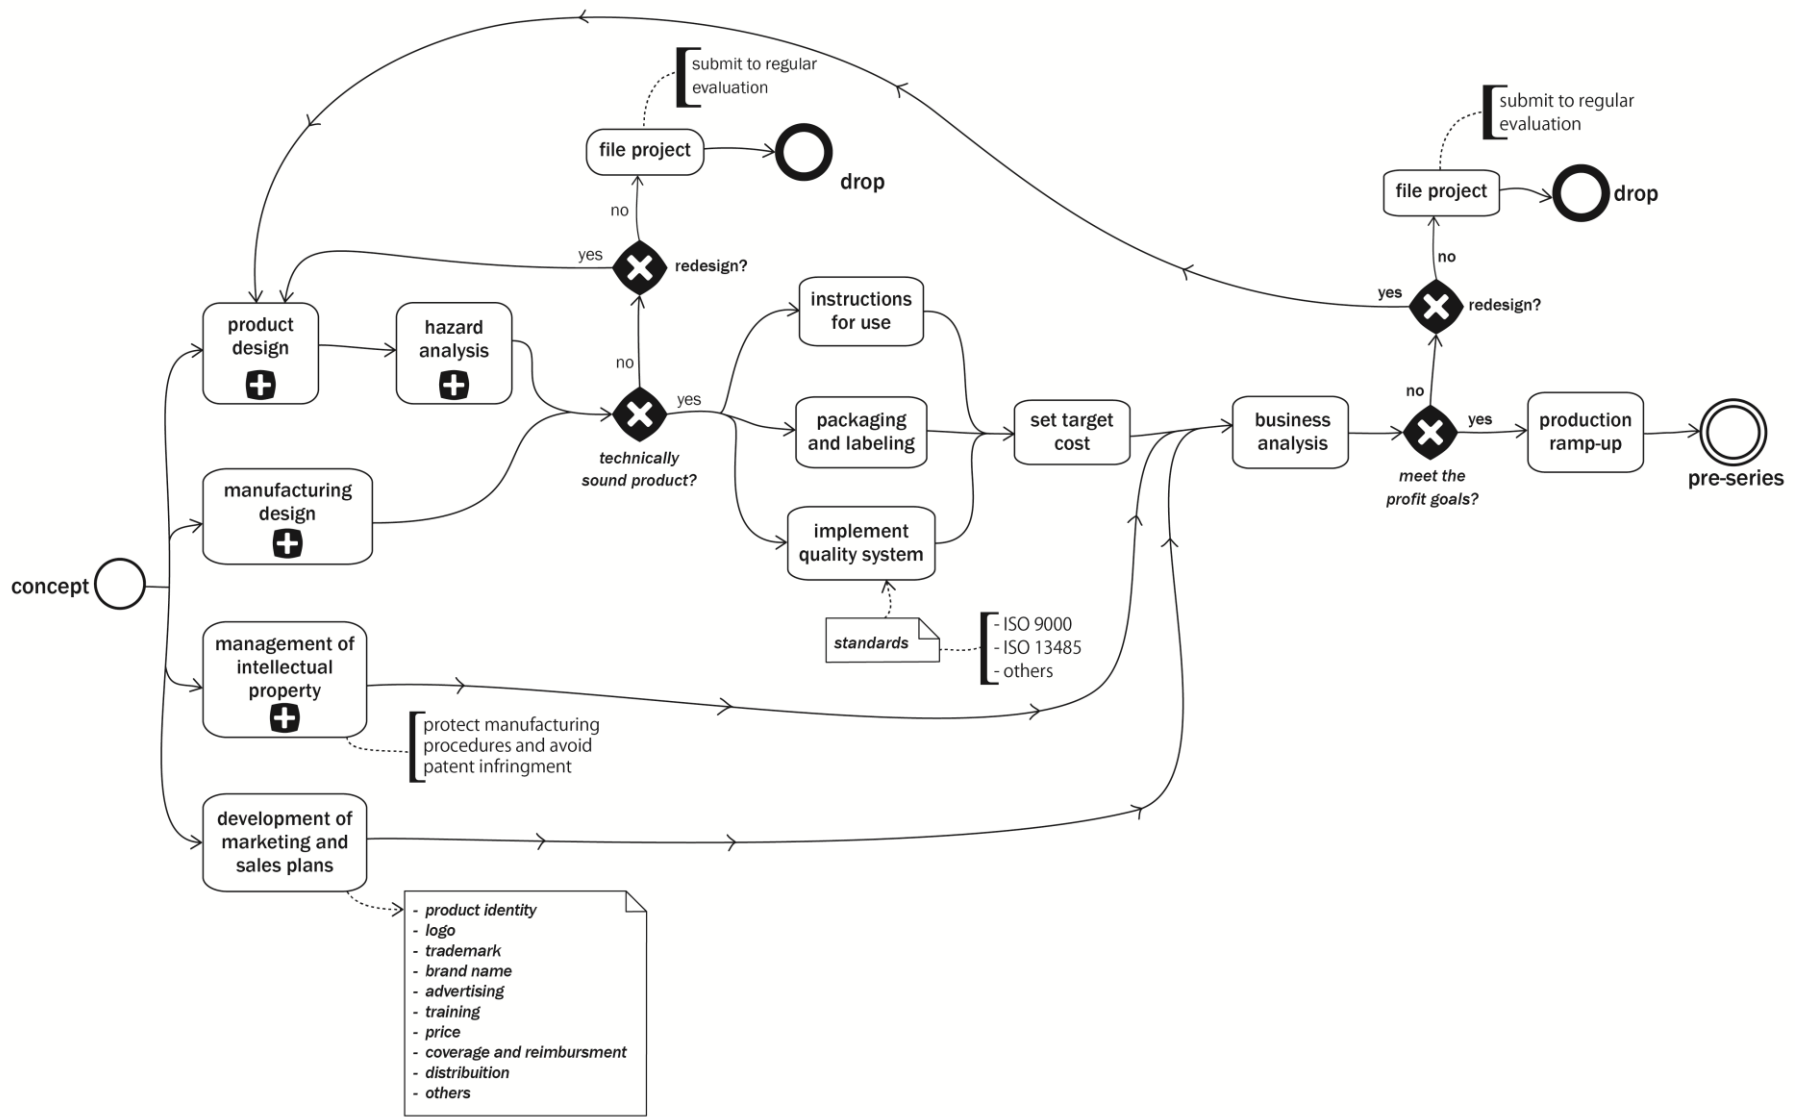 submit to regular
evaluation
file project
drop
no
yes
redesign?
submit to regular
evaluation
file project
drop
no
yes
redesign?
product
design
hazard
analysis
no
yes
technically
sound product?
instructions
for use
packaging
and labeling
implement
quality system
set target
cost
business
analysis
no
yes
meet the
profit goals?
production
ramp-up
pre-series
manufacturing
design
concept
standards
- ISO 9000
- ISO 13485
- others
management of
intellectual
property
protect manufacturing
procedures and avoid
patent infringment
development of
marketing and
sales plans
- product identity
- logo
- trademark
- brand name
- advertising
- training
- price
- coverage and reimbursment
- distribuition
- others